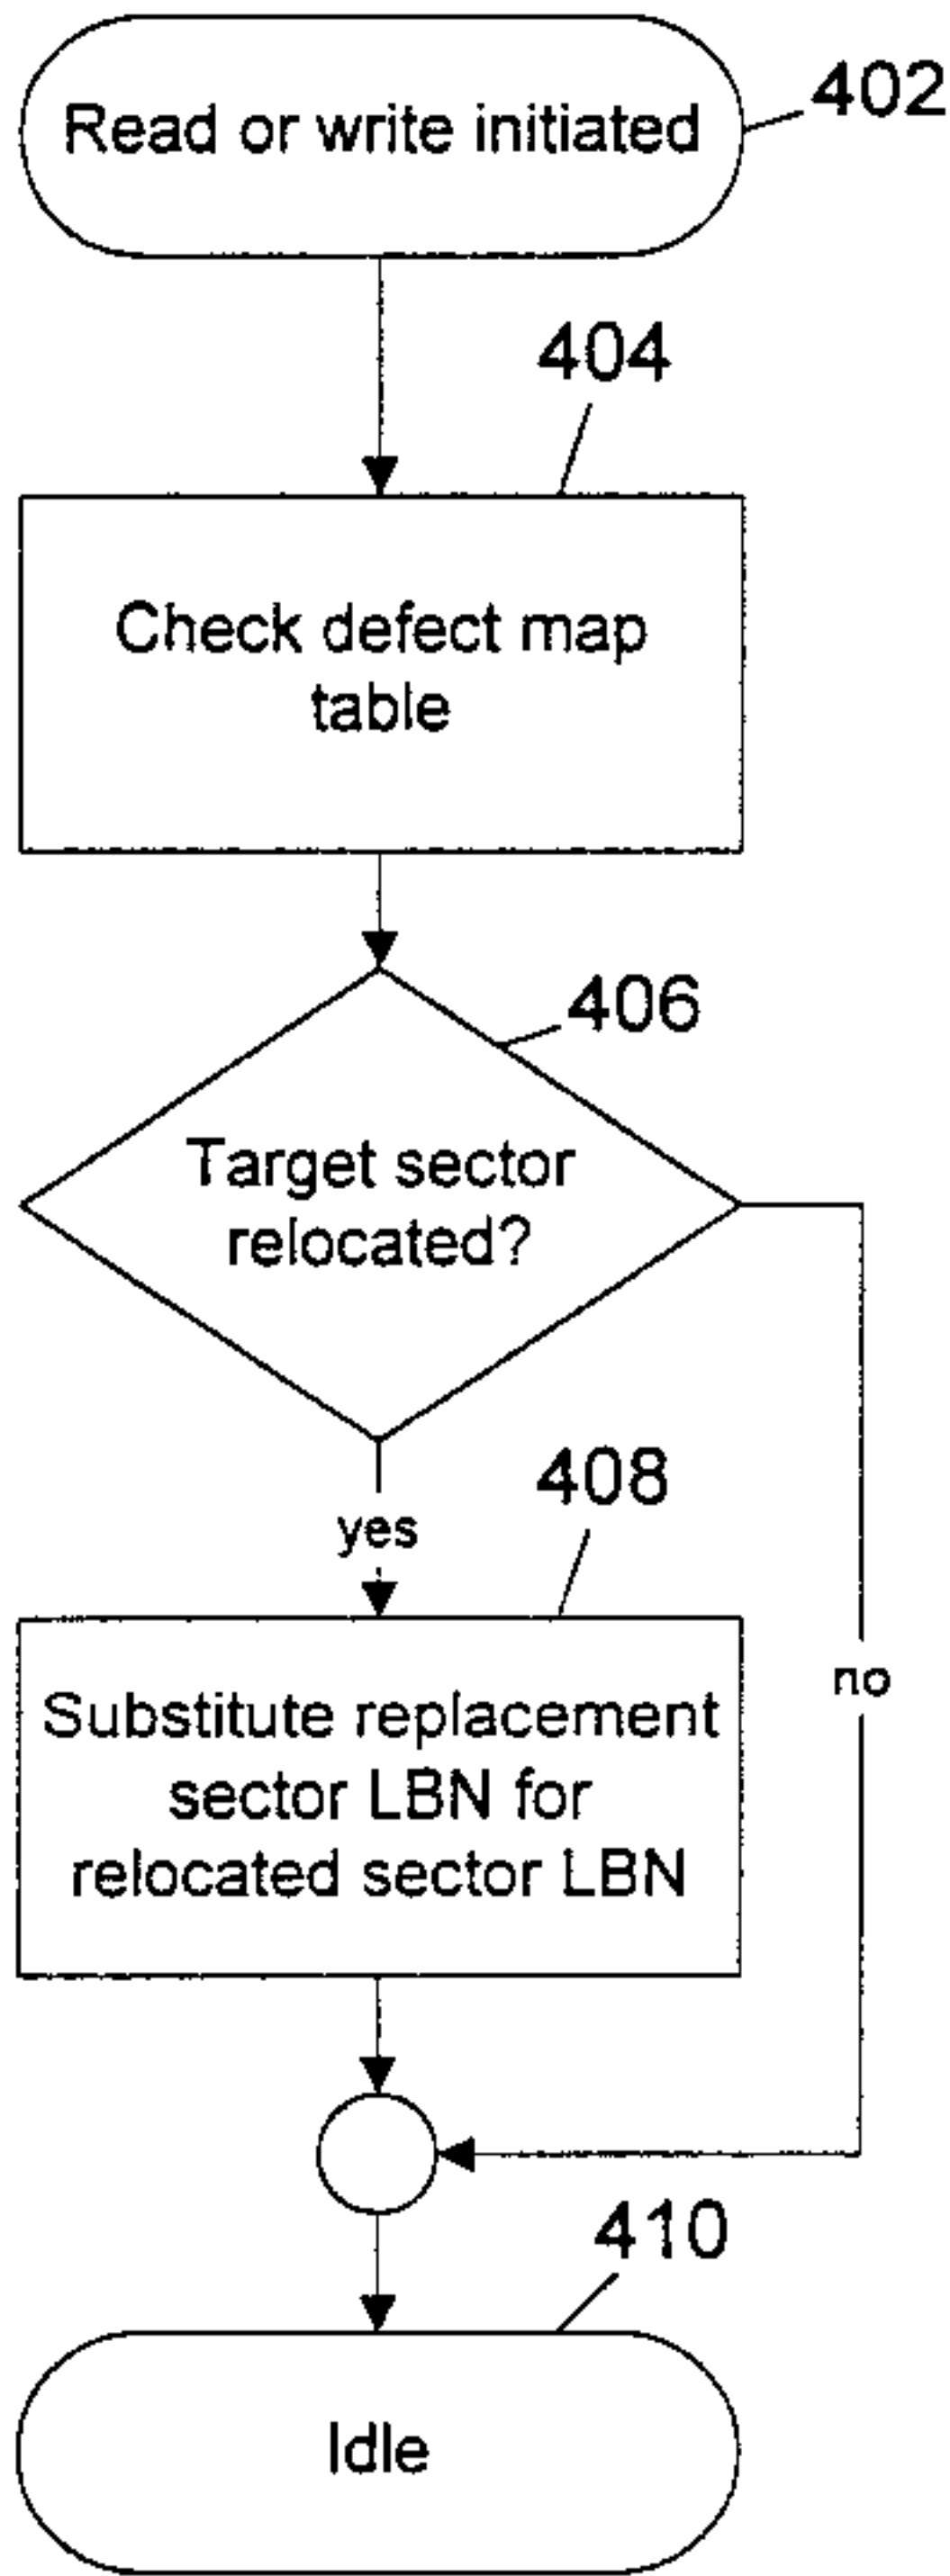 Read or write initiated
402
404
Check defect map
table
406
Target sector
relocated?
408
yes
Substitute replacement
sector LBN for
relocated sector LBN
no
410
Idle